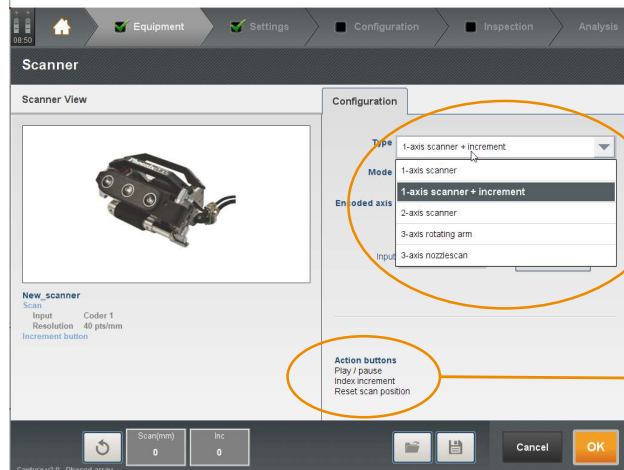 08:50
Equipment
Settings
Configuration
Inspection
Analysis
Scanner
Scanner View
Configuration
Type
1-axis scanner + increment
Mode
1-axis scanner
1-axis scanner + increment
Encoded axis
2-axis scanner
3-axis rotating arm
Input
3-axis nozzlescan
New_scanner
Scan
Input Coder 1
Resolution 40 pts/mm
Increment button
Action buttons
Play / pause
Index increment
Reset scan position
Scan(mm)
0
Inc
0
Cancel
OK